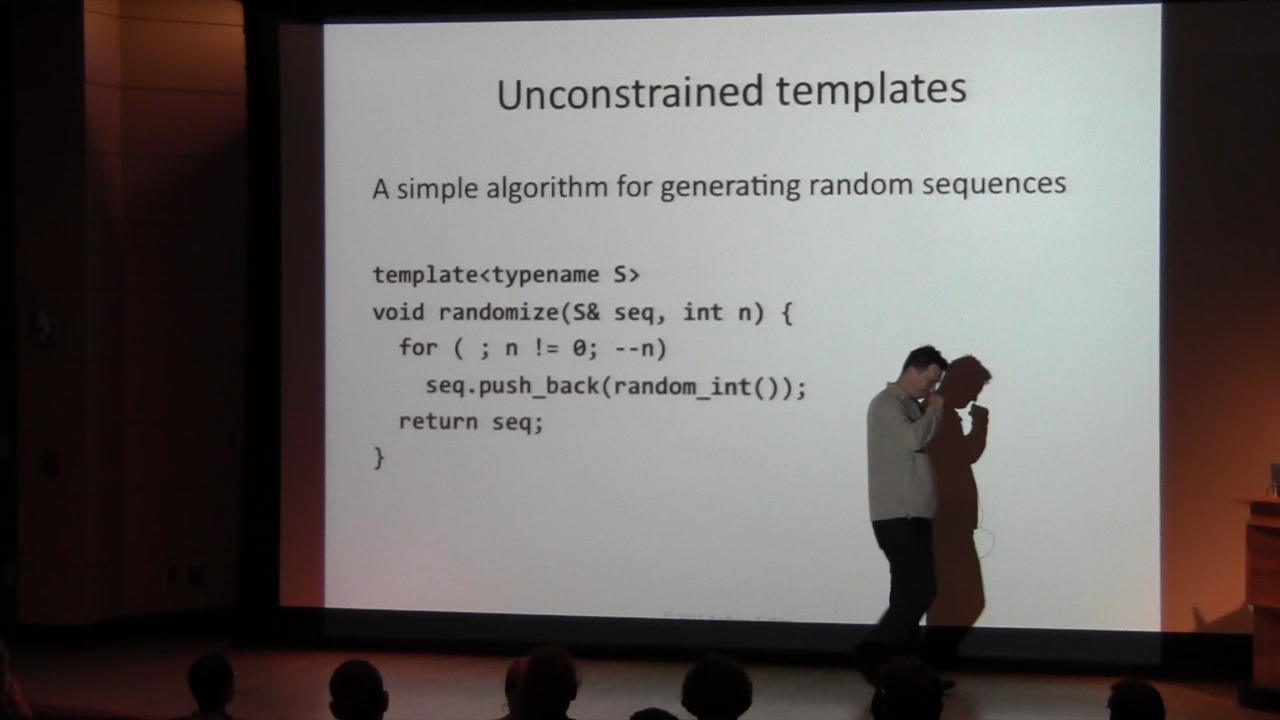 Unconstrained templates
A simple algorithm for generating random sequences
template<typename S>
void randomize(S& seq, int n) {
  for ( ; n != 0; --n)
    seq.push_back(random_int());
  return seq;
}